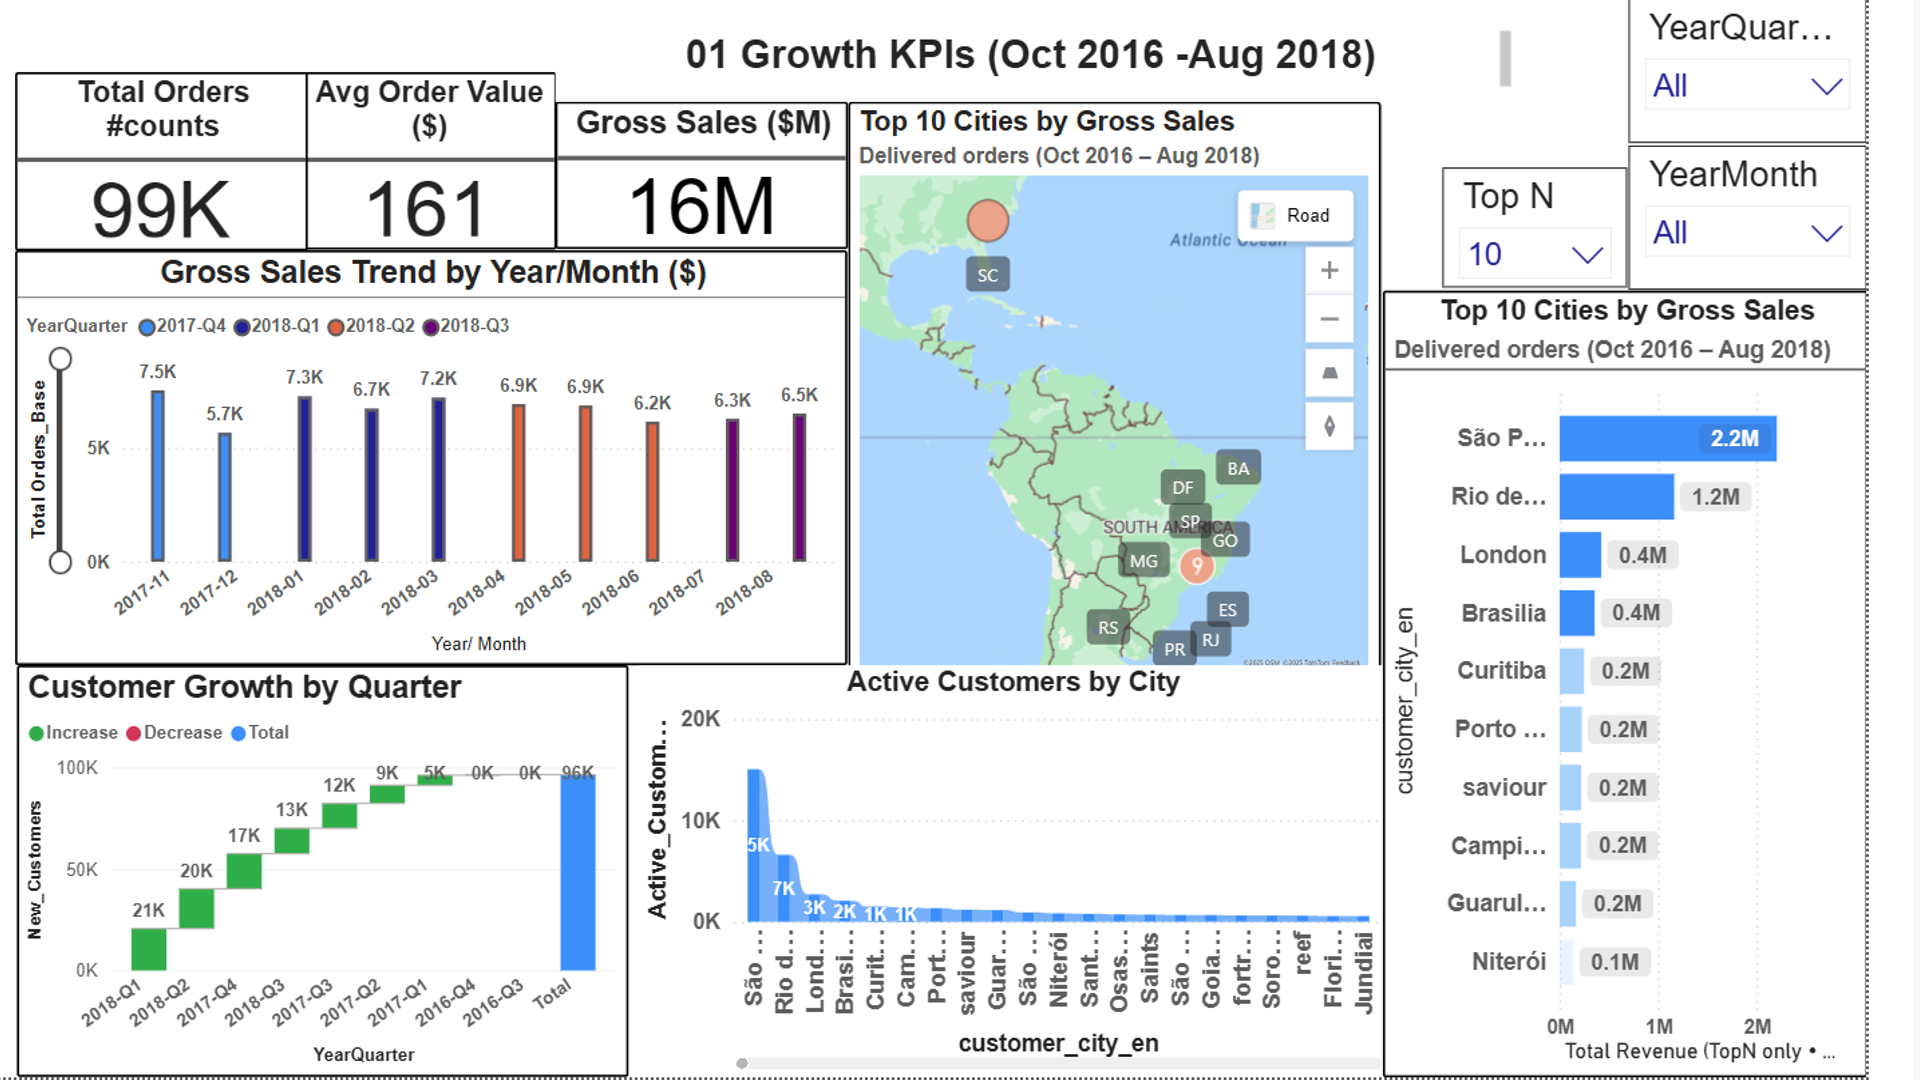 01 Growth KPIs (Oct 2016 -Aug 2018)
YearQuar...
All
YearMonth
All
Top N
10
Total Orders
#counts
99K
Avg Order Value
($)
161
Gross Sales ($M)
16M
Gross Sales Trend by Year/Month ($)
YearQuarter 2017-Q4 2018-Q1 2018-Q2 2018-Q3
Total Orders_Base
5K
0K
7.5K
5.7K
7.3K
6.7K
7.2K
6.9K
6.9K
6.2K
6.3K
6.5K
2017-11
2017-12
2018-01
2018-02
2018-03
2018-04
2018-05
2018-06
2018-07
2018-08
Year/ Month
Top 10 Cities by Gross Sales
Delivered orders (Oct 2016 – Aug 2018)
Road
Atlantic Ocean
SC
BA
DF
SP
SOUTH AMERICA
GO
MG
9
ES
RS
RJ
PR
©2025 OSM ©2025 TomTom Feedback
Customer Growth by Quarter
Increase Decrease Total
New_Customers
100K
50K
0K
21K
20K
17K
13K
12K
9K
5K
0K
0K
96K
2018-Q1
2018-Q2
2017-Q4
2018-Q3
2017-Q3
2017-Q2
2017-Q1
2016-Q4
2016-Q3
Total
YearQuarter
Active Customers by City
Active_Custom...
20K
10K
0K
5K
7K
3K
2K
1K
1K
São ...
Rio d...
Lond...
Brasi...
Curit...
Cam...
Port...
saviour
Guar...
São ...
Niterói
Sant...
Osas...
Saints
São ...
Goia...
fortr...
Soro...
reef
Flori...
Jundiai
customer_city_en
Top 10 Cities by Gross Sales
Delivered orders (Oct 2016 – Aug 2018)
customer_city_en
São P... 2.2M
Rio de... 1.2M
London 0.4M
Brasilia 0.4M
Curitiba 0.2M
Porto ... 0.2M
saviour 0.2M
Campi... 0.2M
Guarul... 0.2M
Niterói 0.1M
0M 1M 2M
Total Revenue (TopN only • ...